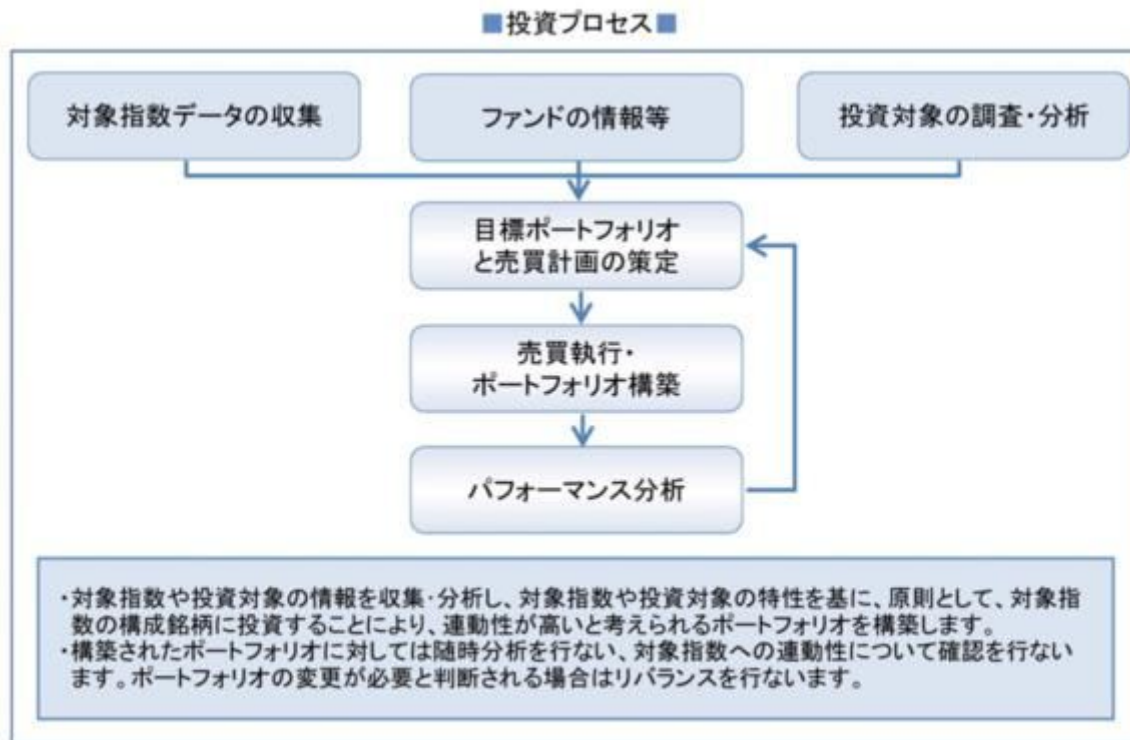 ■投資プロセス■
対象指数データの収集
ファンドの情報等
投資対象の調査・分析
目標ポートフォリオ
と売買計画の策定
売買執行・
ポートフォリオ構築
パフォーマンス分析
・対象指数や投資対象の情報を収集・分析し、対象指数や投資対象の特性を基に、原則として、対象指
数の構成銘柄に投資することにより、連動性が高いと考えられるポートフォリオを構築します。
・構築されたポートフォリオに対しては随時分析を行ない、対象指数への連動性について確認を行ない
ます。ポートフォリオの変更が必要と判断される場合はリバランスを行ないます。